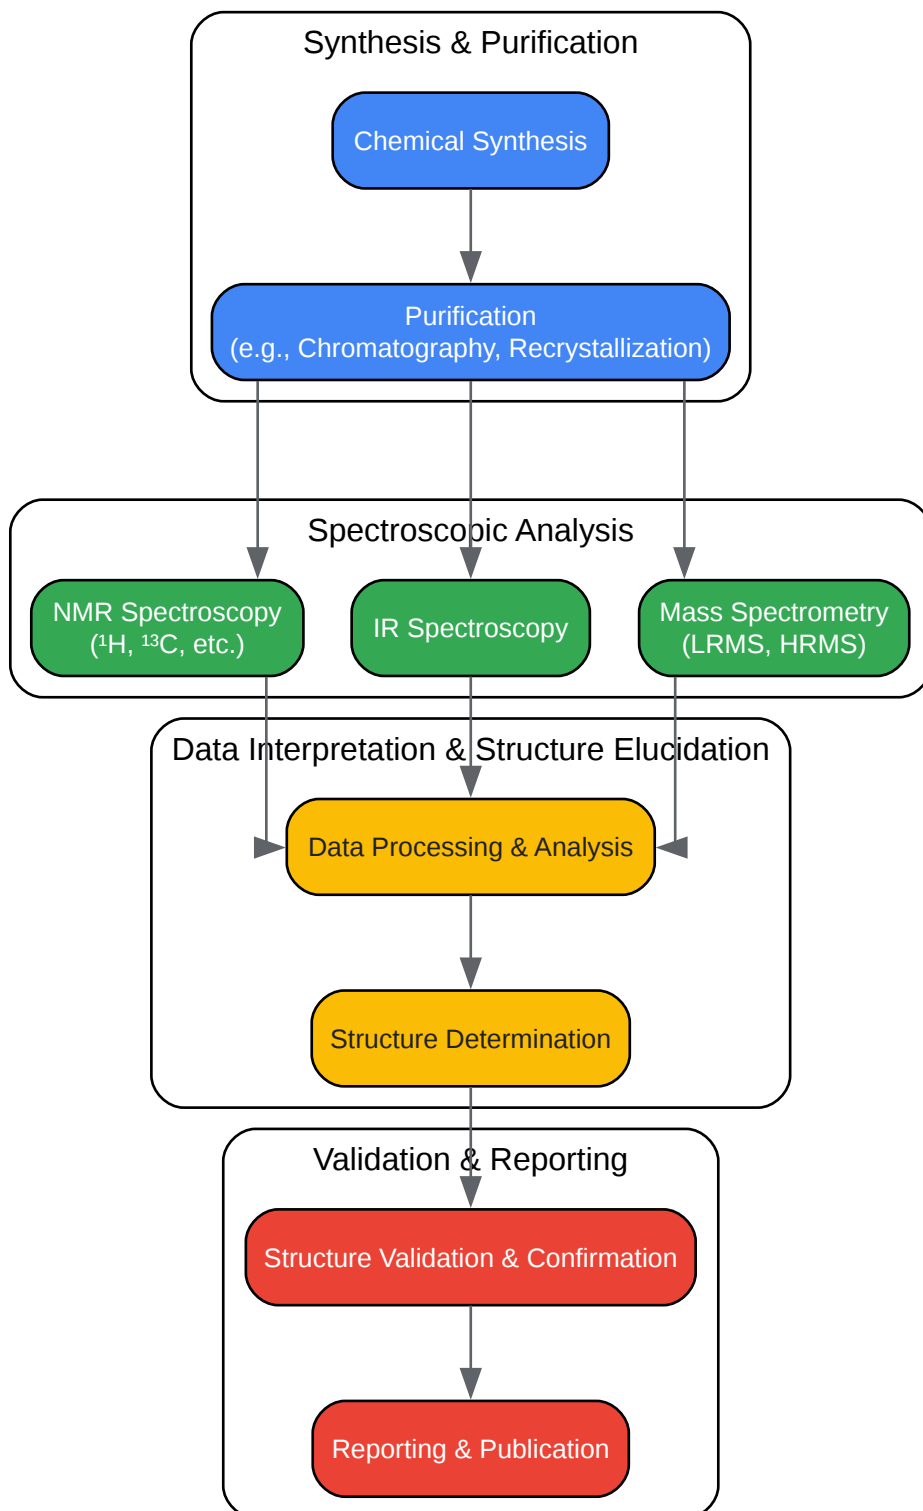 Synthesis & Purification
Chemical Synthesis
Purification
(e.g., Chromatography, Recrystallization)
Spectroscopic Analysis
NMR Spectroscopy
(¹H, ¹³C, etc.)
IR Spectroscopy
Mass Spectrometry
(LRMS, HRMS)
Data Interpretation & Structure Elucidation
Data Processing & Analysis
Structure Determination
Validation & Reporting
Structure Validation & Confirmation
Reporting & Publication